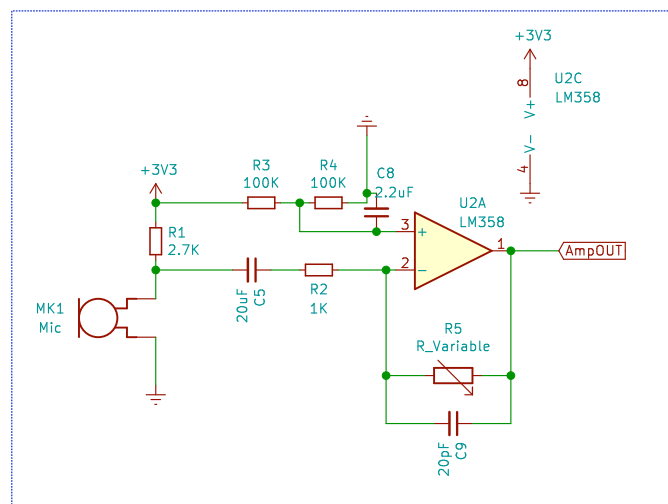 +3V3
8
U2C
LM358
V+
V-
4
+3V3
R3
100K
R4
100K
C8
2.2uF
U2A
LM358
3
+
1
AmpOUT
2
-
R1
2.7K
20uF
C5
R2
1K
MK1
Mic
R5
R_Variable
20pF
C9